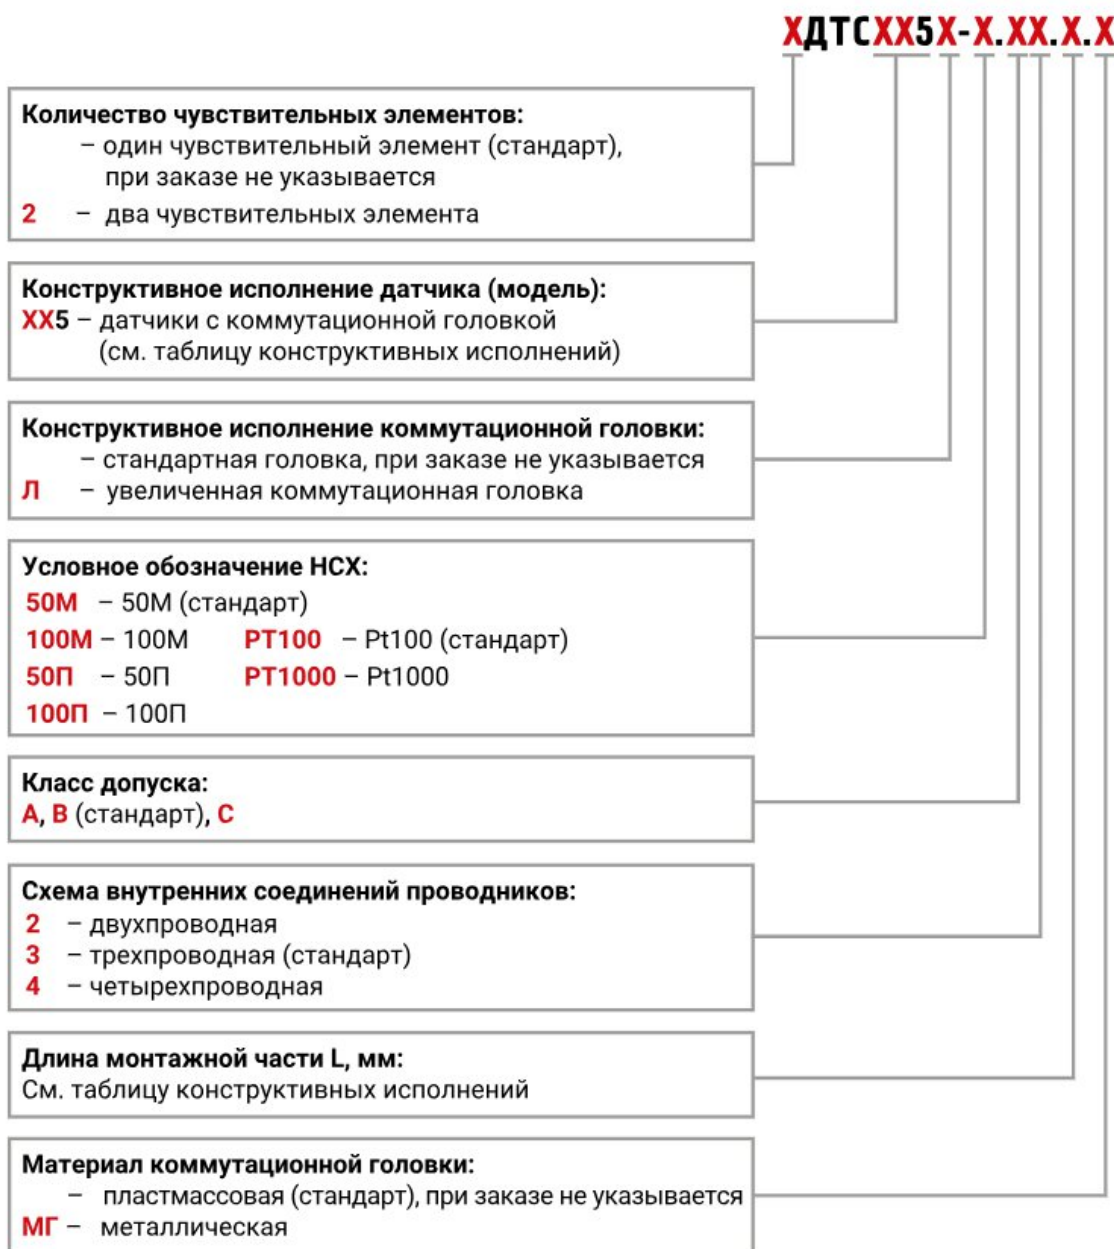 ХДТСХХ5Х-Х.ХХ.Х.Х
Количество чувствительных элементов:
– один чувствительный элемент (стандарт),
при заказе не указывается
2 – два чувствительных элемента
Конструктивное исполнение датчика (модель):
ХХ5 – датчики с коммутационной головкой
(см. таблицу конструктивных исполнений)
Конструктивное исполнение коммутационной головки:
– стандартная головка, при заказе не указывается
Л – увеличенная коммутационная головка
Условное обозначение НСХ:
50М – 50М (стандарт)
100М – 100М РТ100 – Pt100 (стандарт)
50П – 50П РТ1000 – Pt1000
100П – 100П
Класс допуска:
А, В (стандарт), С
Схема внутренних соединений проводников:
2 – двухпроводная
3 – трехпроводная (стандарт)
4 – четырехпроводная
Длина монтажной части L, мм:
См. таблицу конструктивных исполнений
Материал коммутационной головки:
– пластмассовая (стандарт), при заказе не указывается
МГ – металлическая